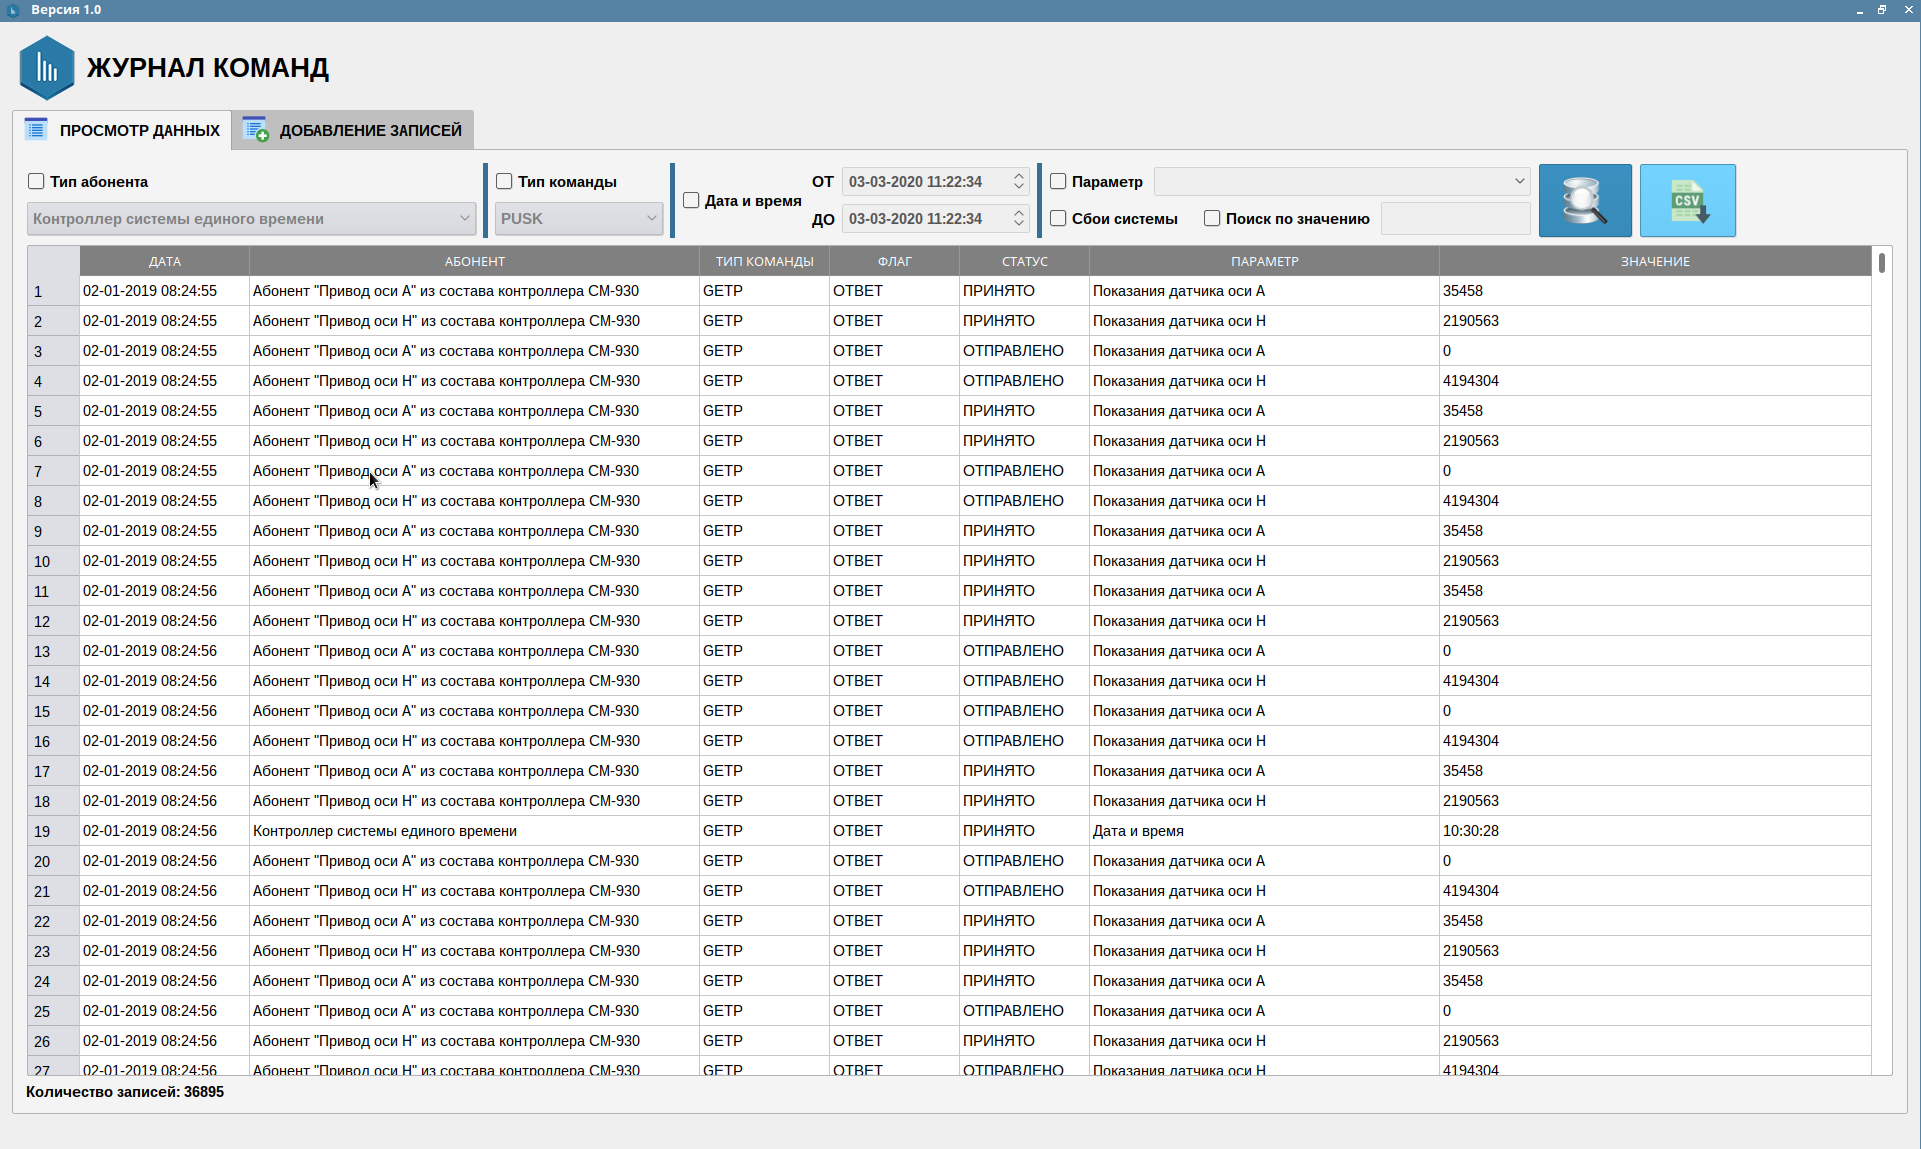 Версия 1.0
ЖУРНАЛ КОМАНД
ПРОСМОТР ДАННЫХ ДОБАВЛЕНИЕ ЗАПИСЕЙ
Тип абонента Тип команды Дата и время ОТ 03-03-2020 11:22:34 Параметр
Контроллер системы единого времени PUSK ДО 03-03-2020 11:22:34 Сбои системы Поиск по значению CSV
ДАТА АБОНЕНТ ТИП КОМАНДЫ ФЛАГ СТАТУС ПАРАМЕТР ЗНАЧЕНИЕ
1 02-01-2019 08:24:55 Абонент "Привод оси А" из состава контроллера СМ-930 GETP ОТВЕТ ПРИНЯТО Показания датчика оси А 35458
2 02-01-2019 08:24:55 Абонент "Привод оси Н" из состава контроллера СМ-930 GETP ОТВЕТ ПРИНЯТО Показания датчика оси Н 2190563
3 02-01-2019 08:24:55 Абонент "Привод оси А" из состава контроллера СМ-930 GETP ОТВЕТ ОТПРАВЛЕНО Показания датчика оси А 0
4 02-01-2019 08:24:55 Абонент "Привод оси Н" из состава контроллера СМ-930 GETP ОТВЕТ ОТПРАВЛЕНО Показания датчика оси Н 4194304
5 02-01-2019 08:24:55 Абонент "Привод оси А" из состава контроллера СМ-930 GETP ОТВЕТ ПРИНЯТО Показания датчика оси А 35458
6 02-01-2019 08:24:55 Абонент "Привод оси Н" из состава контроллера СМ-930 GETP ОТВЕТ ПРИНЯТО Показания датчика оси Н 2190563
7 02-01-2019 08:24:55 Абонент "Привод оси А" из состава контроллера СМ-930 GETP ОТВЕТ ОТПРАВЛЕНО Показания датчика оси А 0
8 02-01-2019 08:24:55 Абонент "Привод оси Н" из состава контроллера СМ-930 GETP ОТВЕТ ОТПРАВЛЕНО Показания датчика оси Н 4194304
9 02-01-2019 08:24:55 Абонент "Привод оси А" из состава контроллера СМ-930 GETP ОТВЕТ ПРИНЯТО Показания датчика оси А 35458
10 02-01-2019 08:24:55 Абонент "Привод оси Н" из состава контроллера СМ-930 GETP ОТВЕТ ПРИНЯТО Показания датчика оси Н 2190563
11 02-01-2019 08:24:56 Абонент "Привод оси А" из состава контроллера СМ-930 GETP ОТВЕТ ПРИНЯТО Показания датчика оси А 35458
12 02-01-2019 08:24:56 Абонент "Привод оси Н" из состава контроллера СМ-930 GETP ОТВЕТ ПРИНЯТО Показания датчика оси Н 2190563
13 02-01-2019 08:24:56 Абонент "Привод оси А" из состава контроллера СМ-930 GETP ОТВЕТ ОТПРАВЛЕНО Показания датчика оси А 0
14 02-01-2019 08:24:56 Абонент "Привод оси Н" из состава контроллера СМ-930 GETP ОТВЕТ ОТПРАВЛЕНО Показания датчика оси Н 4194304
15 02-01-2019 08:24:56 Абонент "Привод оси А" из состава контроллера СМ-930 GETP ОТВЕТ ОТПРАВЛЕНО Показания датчика оси А 0
16 02-01-2019 08:24:56 Абонент "Привод оси Н" из состава контроллера СМ-930 GETP ОТВЕТ ОТПРАВЛЕНО Показания датчика оси Н 4194304
17 02-01-2019 08:24:56 Абонент "Привод оси А" из состава контроллера СМ-930 GETP ОТВЕТ ПРИНЯТО Показания датчика оси А 35458
18 02-01-2019 08:24:56 Абонент "Привод оси Н" из состава контроллера СМ-930 GETP ОТВЕТ ПРИНЯТО Показания датчика оси Н 2190563
19 02-01-2019 08:24:56 Контроллер системы единого времени GETP ОТВЕТ ПРИНЯТО Дата и время 10:30:28
20 02-01-2019 08:24:56 Абонент "Привод оси А" из состава контроллера СМ-930 GETP ОТВЕТ ОТПРАВЛЕНО Показания датчика оси А 0
21 02-01-2019 08:24:56 Абонент "Привод оси Н" из состава контроллера СМ-930 GETP ОТВЕТ ОТПРАВЛЕНО Показания датчика оси Н 4194304
22 02-01-2019 08:24:56 Абонент "Привод оси А" из состава контроллера СМ-930 GETP ОТВЕТ ПРИНЯТО Показания датчика оси А 35458
23 02-01-2019 08:24:56 Абонент "Привод оси Н" из состава контроллера СМ-930 GETP ОТВЕТ ПРИНЯТО Показания датчика оси Н 2190563
24 02-01-2019 08:24:56 Абонент "Привод оси А" из состава контроллера СМ-930 GETP ОТВЕТ ПРИНЯТО Показания датчика оси А 35458
25 02-01-2019 08:24:56 Абонент "Привод оси А" из состава контроллера СМ-930 GETP ОТВЕТ ОТПРАВЛЕНО Показания датчика оси А 0
26 02-01-2019 08:24:56 Абонент "Привод оси Н" из состава контроллера СМ-930 GETP ОТВЕТ ПРИНЯТО Показания датчика оси Н 2190563
27 02-01-2019 08:24:56 Абонент "Привод оси Н" из состава контроллера СМ-930 GETP ОТВЕТ ОТПРАВЛЕНО Показания датчика оси Н 4194304
Количество записей: 36895